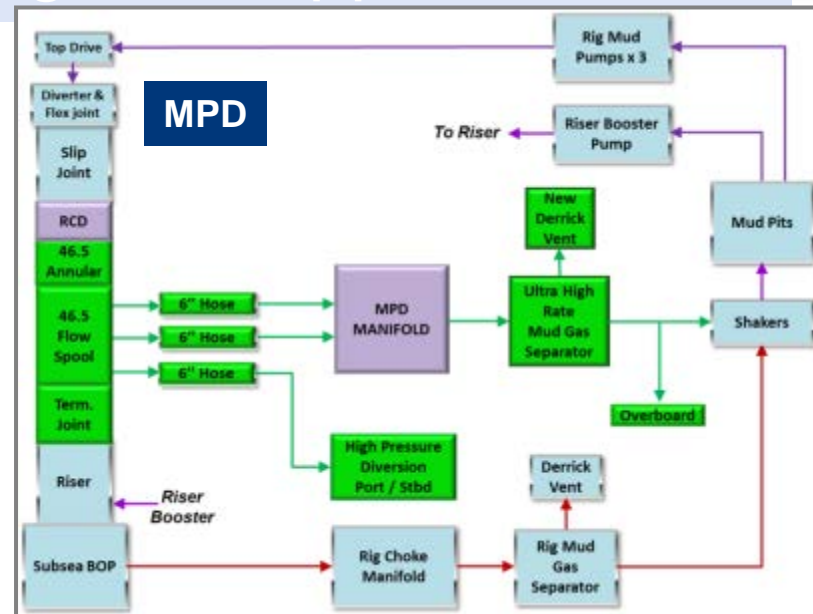 Top Drive
Rig Mud
Pumps x 3
Diverter &
Flex joint
MPD
To Riser
Riser Booster
Pump
Slip
Joint
New
Derrick
Vent
Mud Pits
RCD
46.5
Annular
46.5
Flow
Spool
6" Hose
6" Hose
6" Hose
MPD
MANIFOLD
Ultra High
Rate
Mud Gas
Separator
Shakers
Term.
Joint
Overboard
High Pressure
Diversion
Port / Stbd
Riser
Riser
Booster
Derrick
Vent
Subsea BOP
Rig Choke
Manifold
Rig Mud
Gas
Separator